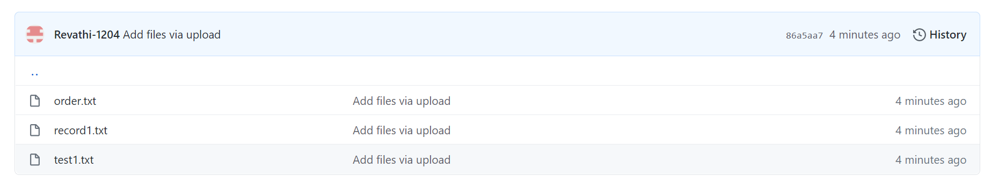 Revathi-1204 Add files via upload 86a5aa7 4 minutes ago History
..
order.txt Add files via upload 4 minutes ago
record1.txt Add files via upload 4 minutes ago
test1.txt Add files via upload 4 minutes ago